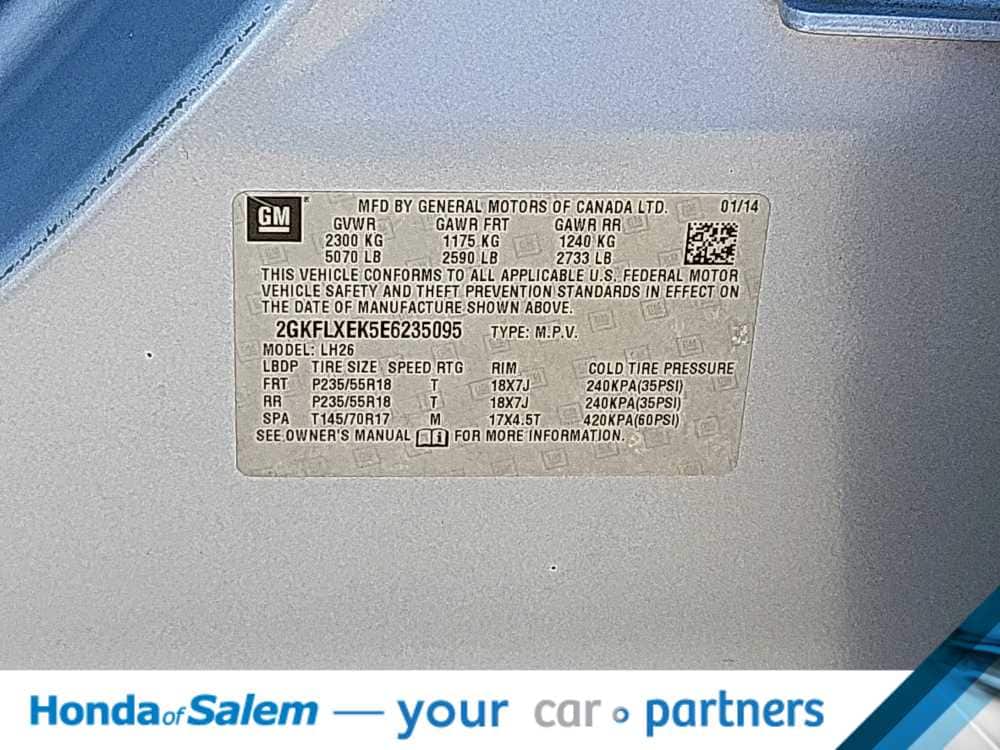 GM MFD BY GENERAL MOTORS OF CANADA LTD. 01/14
GVWR GAWR FRT GAWR RR
2300 KG 1175 KG 1240 KG
5070 LB 2590 LB 2733 LB
THIS VEHICLE CONFORMS TO ALL APPLICABLE U.S. FEDERAL MOTOR
VEHICLE SAFETY AND THEFT PREVENTION STANDARDS IN EFFECT ON
THE DATE OF MANUFACTURE SHOWN ABOVE.
2GKFLXEK5E6235095 TYPE: M.P.V.
MODEL: LH26
LBDP TIRE SIZE SPEED RTG RIM COLD TIRE PRESSURE
FRT P235/55R18 T 18X7J 240KPA(35PSI)
RR P235/55R18 T 18X7J 240KPA(35PSI)
SPA T145/70R17 M 17X4.5T 420KPA(60PSI)
SEE OWNER'S MANUAL FOR MORE INFORMATION.
Honda of Salem — your car partners